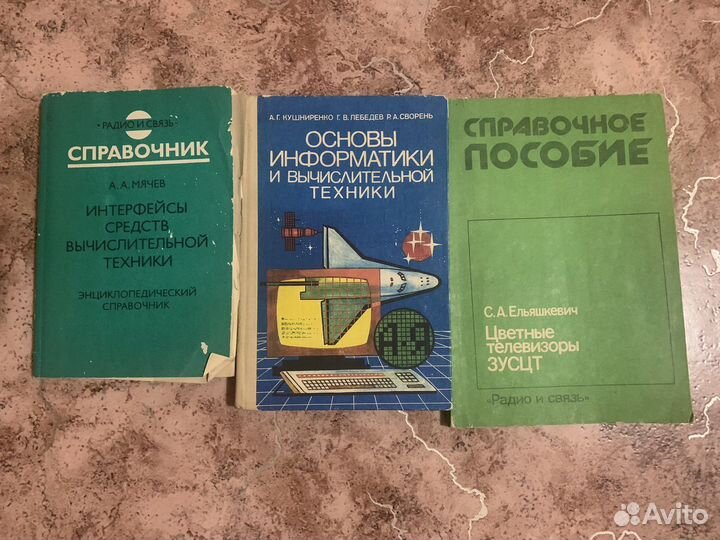 • РАДИО И СВЯЗЬ •
СПРАВОЧНИК
А. А. МЯЧЕВ
ИНТЕРФЕЙСЫ
СРЕДСТВ
ВЫЧИСЛИТЕЛЬНОЙ
ТЕХНИКИ
ЭНЦИКЛОПЕДИЧЕСКИЙ
СПРАВОЧНИК
А. Г. КУШНИРЕНКО Г. В. ЛЕБЕДЕВ Р. А. СВОРЕНЬ
ОСНОВЫ
ИНФОРМАТИКИ
И ВЫЧИСЛИТЕЛЬНОЙ
ТЕХНИКИ
СПРАВОЧНОЕ
ПОСОБИЕ
С. А. Ельяшкевич
Цветные
телевизоры
ЗУСЦТ
«Радио и связь»
Avito